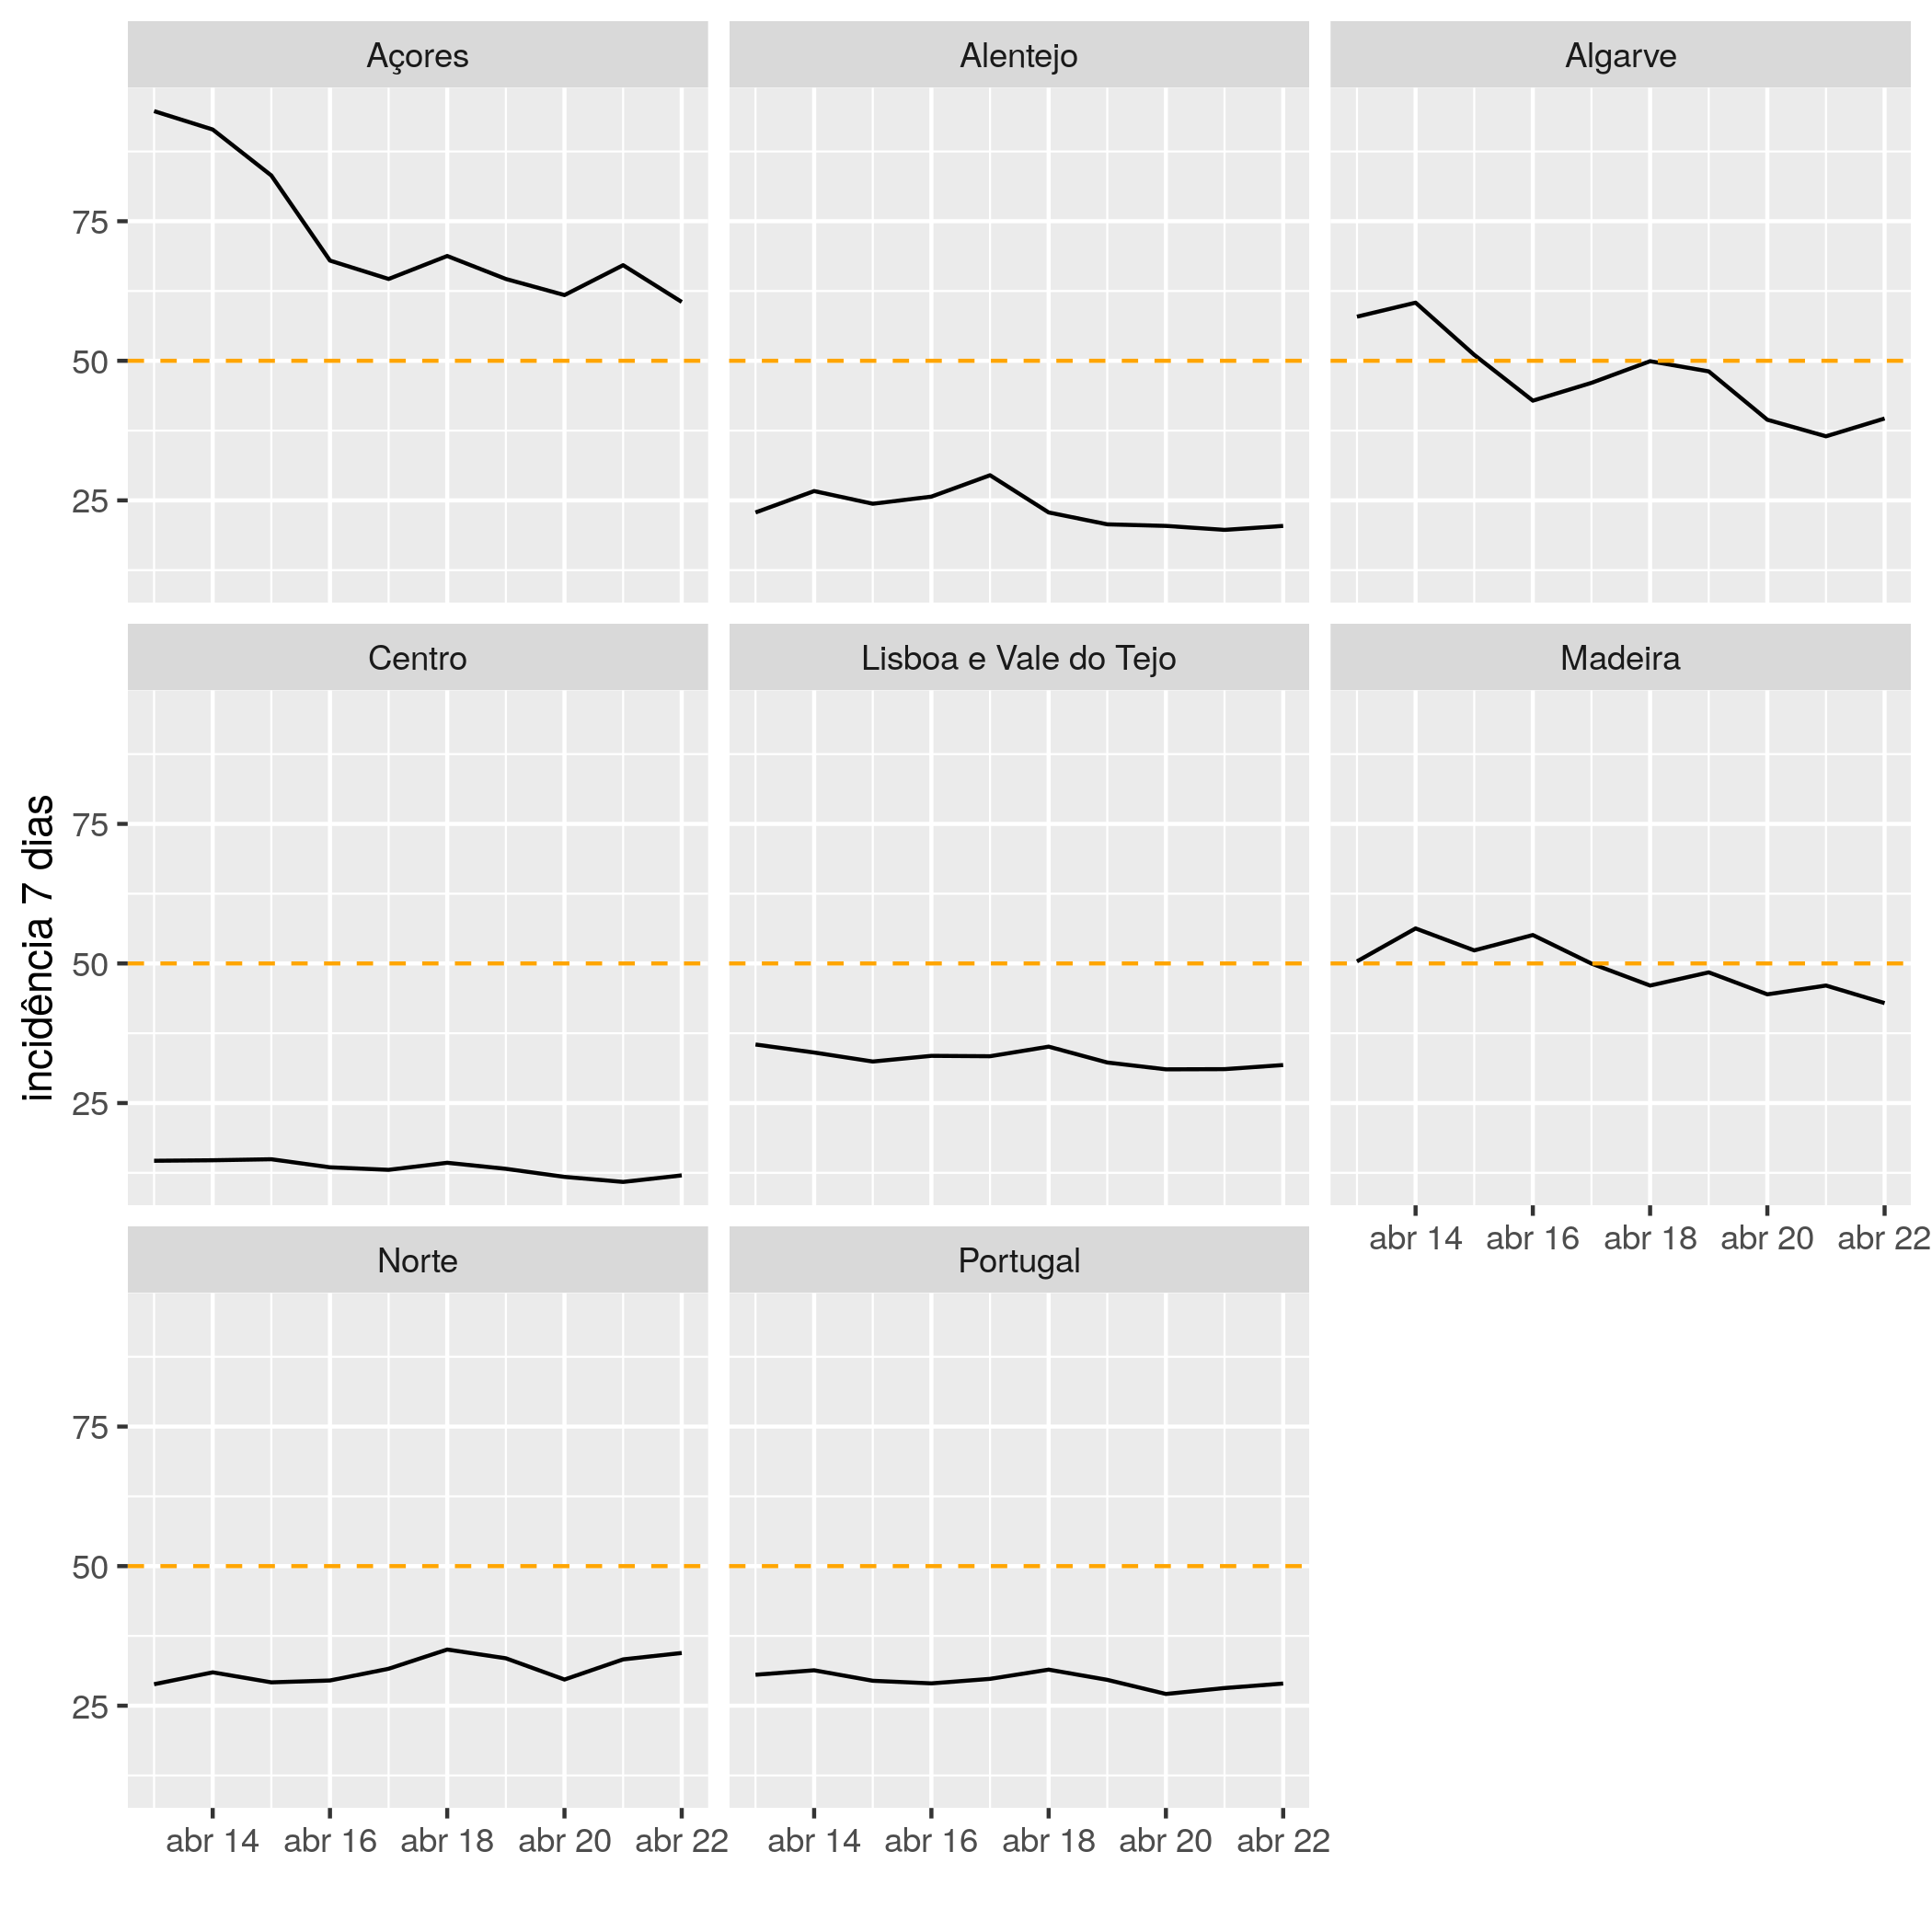 Açores
Alentejo
Algarve
75
50
25
Centro
Lisboa e Vale do Tejo
Madeira
incidência 7 dias
75
50
25
abr 14 abr 16 abr 18 abr 20 abr 22
Norte
Portugal
75
50
25
abr 14 abr 16 abr 18 abr 20 abr 22
abr 14 abr 16 abr 18 abr 20 abr 22